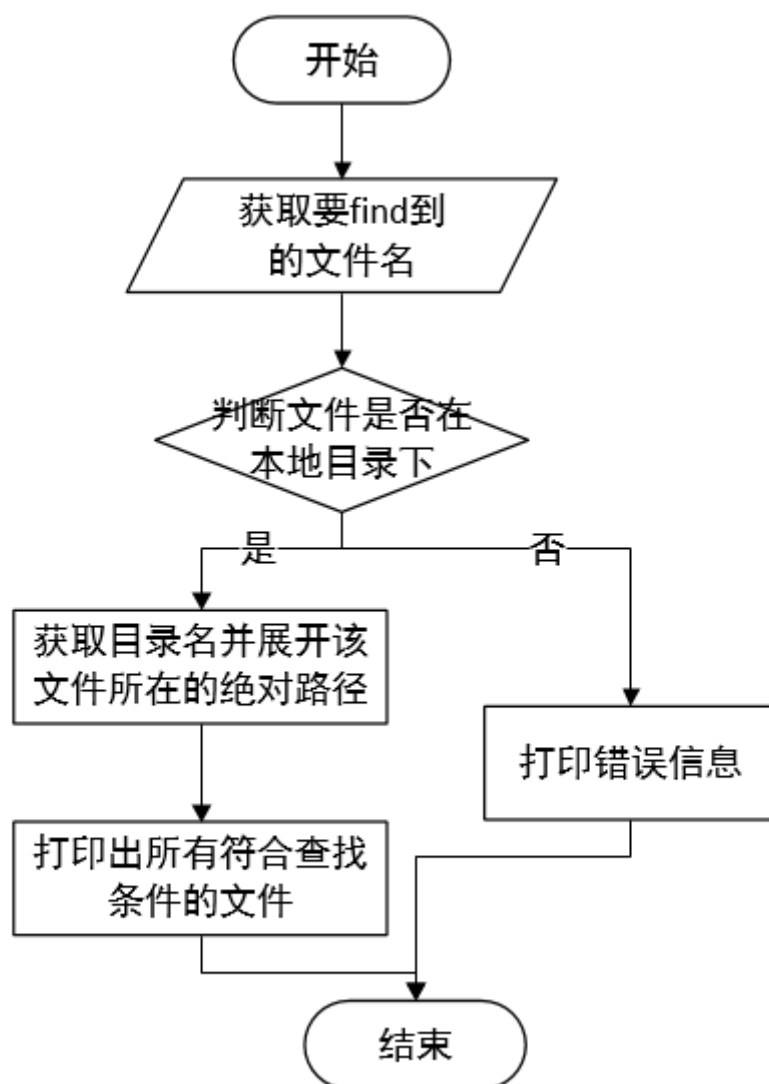 开始
获取要find到
的文件名
判断文件是否在
本地目录下
是
否
获取目录名并展开该
文件所在的绝对路径
打印错误信息
打印出所有符合查找
条件的文件
结束